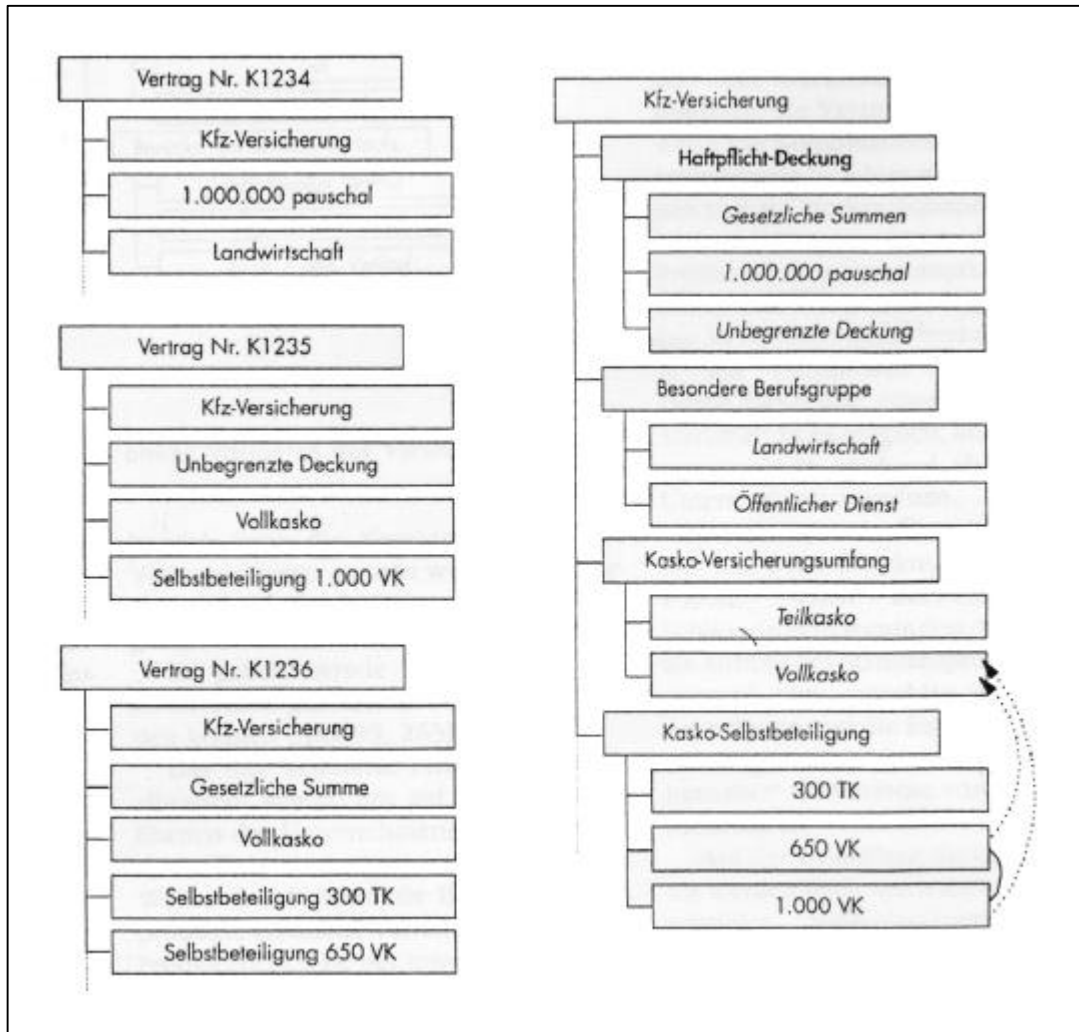 Vertrag Nr. K1234
Kfz-Versicherung
1.000.000 pauschal
Landwirtschaft
Vertrag Nr. K1235
Kfz-Versicherung
Unbegrenzte Deckung
Vollkasko
Selbstbeteiligung 1.000 VK
Vertrag Nr. K1236
Kfz-Versicherung
Gesetzliche Summe
Vollkasko
Selbstbeteiligung 300 TK
Selbstbeteiligung 650 VK
Kfz-Versicherung
Haftpflicht-Deckung
Gesetzliche Summen
1.000.000 pauschal
Unbegrenzte Deckung
Besondere Berufsgruppe
Landwirtschaft
Öffentlicher Dienst
Kasko-Versicherungsumfang
Teilkasko
Vollkasko
Kasko-Selbstbeteiligung
300 TK
650 VK
1.000 VK